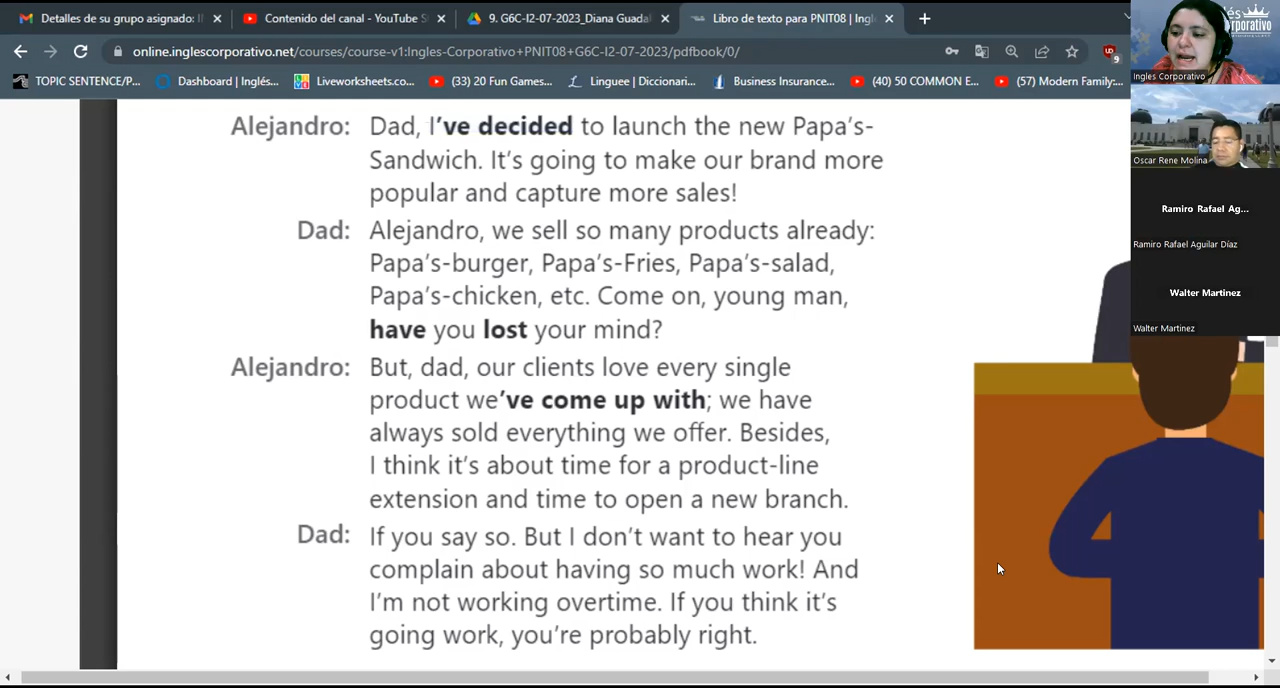 Detalles de su grupo asignado: I
Contenido del canal - YouTube S
9. G6C-I2-07-2023_Diana Guadal
Libro de texto para PNIT08 | Ingl
online.inglescorporativo.net/courses/course-v1:Ingles-Corporativo+PNIT08+G6C-I2-07-2023/pdfbook/0/
9
TOPIC SENTENCE/P...
Dashboard | Inglés...
Liveworksheets.co...
(33) 20 Fun Games...
Linguee | Diccionari...
Business Insurance...
(40) 50 COMMON E...
(57) Modern Family:...
Alejandro: Dad, I've decided to launch the new Papa's-
Sandwich. It's going to make our brand more
popular and capture more sales!
Dad: Alejandro, we sell so many products already:
Papa's-burger, Papa's-Fries, Papa's-salad,
Papa's-chicken, etc. Come on, young man,
have you lost your mind?
Alejandro: But, dad, our clients love every single
product we've come up with; we have
always sold everything we offer. Besides,
I think it's about time for a product-line
extension and time to open a new branch.
Dad: If you say so. But I don't want to hear you
complain about having so much work! And
I'm not working overtime. If you think it's
going work, you're probably right.
Ingles Corporativo
Oscar Rene Molina
Ramiro Rafael Ag...
Ramiro Rafael Aguilar Díaz
Walter Martinez
Walter Martinez